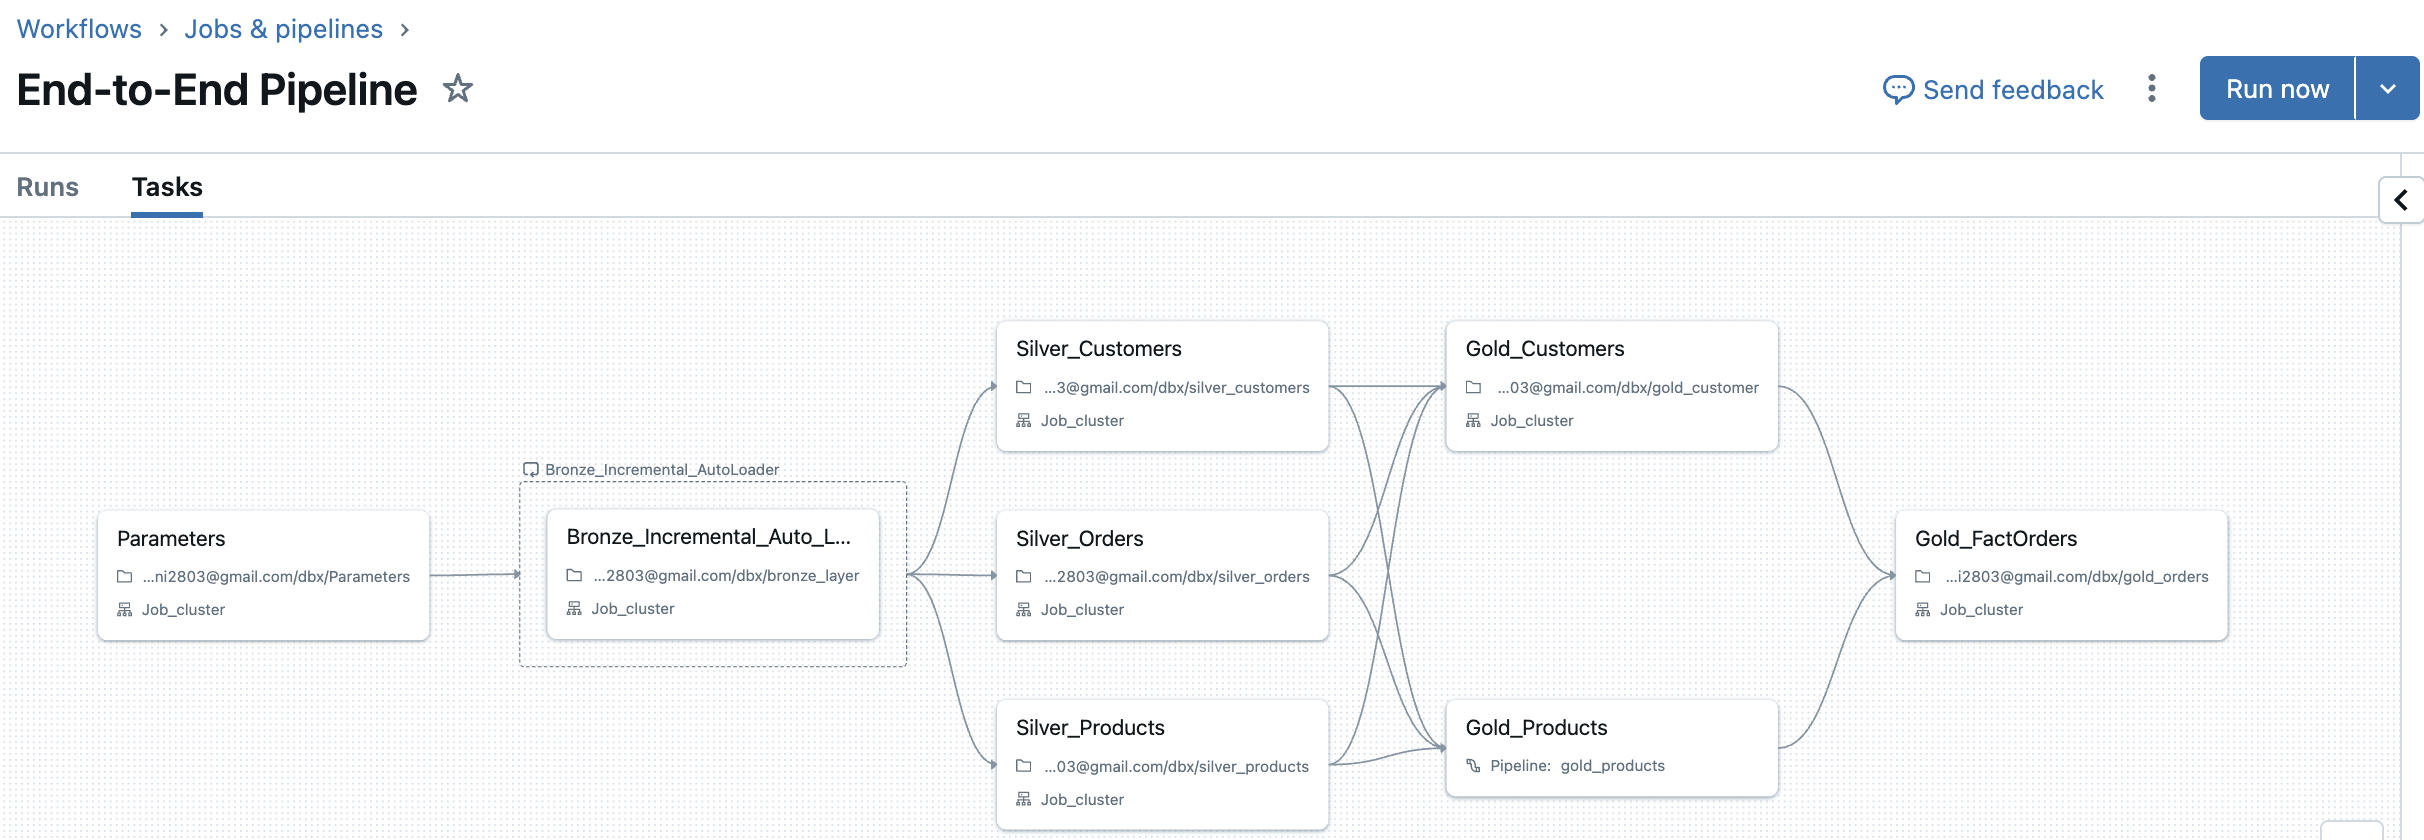 Workflows > Jobs & pipelines >
End-to-End Pipeline
Send feedback
Run now
Runs
Tasks
Parameters
...ni2803@gmail.com/dbx/Parameters
Job_cluster
Bronze_Incremental_AutoLoader
Bronze_Incremental_Auto_L...
...2803@gmail.com/dbx/bronze_layer
Job_cluster
Silver_Customers
...3@gmail.com/dbx/silver_customers
Job_cluster
Silver_Orders
...2803@gmail.com/dbx/silver_orders
Job_cluster
Silver_Products
...03@gmail.com/dbx/silver_products
Job_cluster
Gold_Customers
...03@gmail.com/dbx/gold_customer
Job_cluster
Gold_Products
Pipeline: gold_products
Gold_FactOrders
...i2803@gmail.com/dbx/gold_orders
Job_cluster